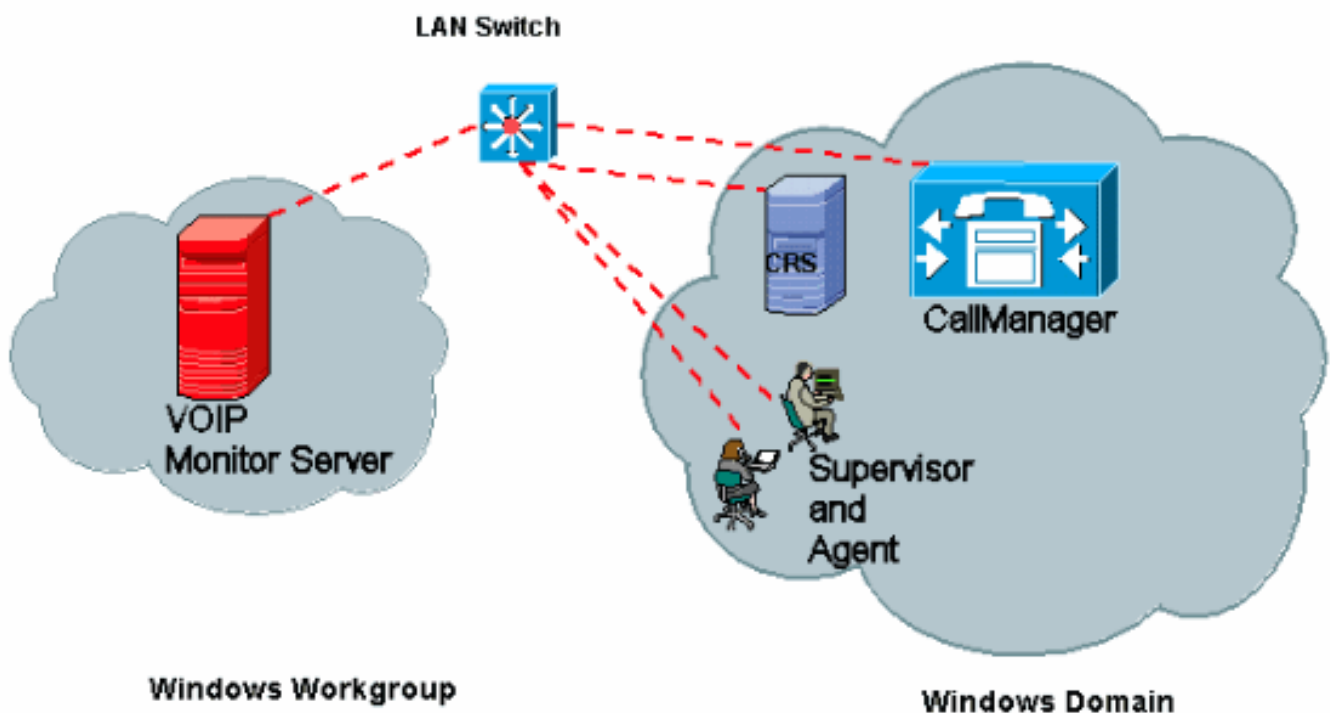 LAN Switch
CRS
CallManager
VOIP
Monitor Server
Supervisor
and
Agent
Windows Workgroup
Windows Domain